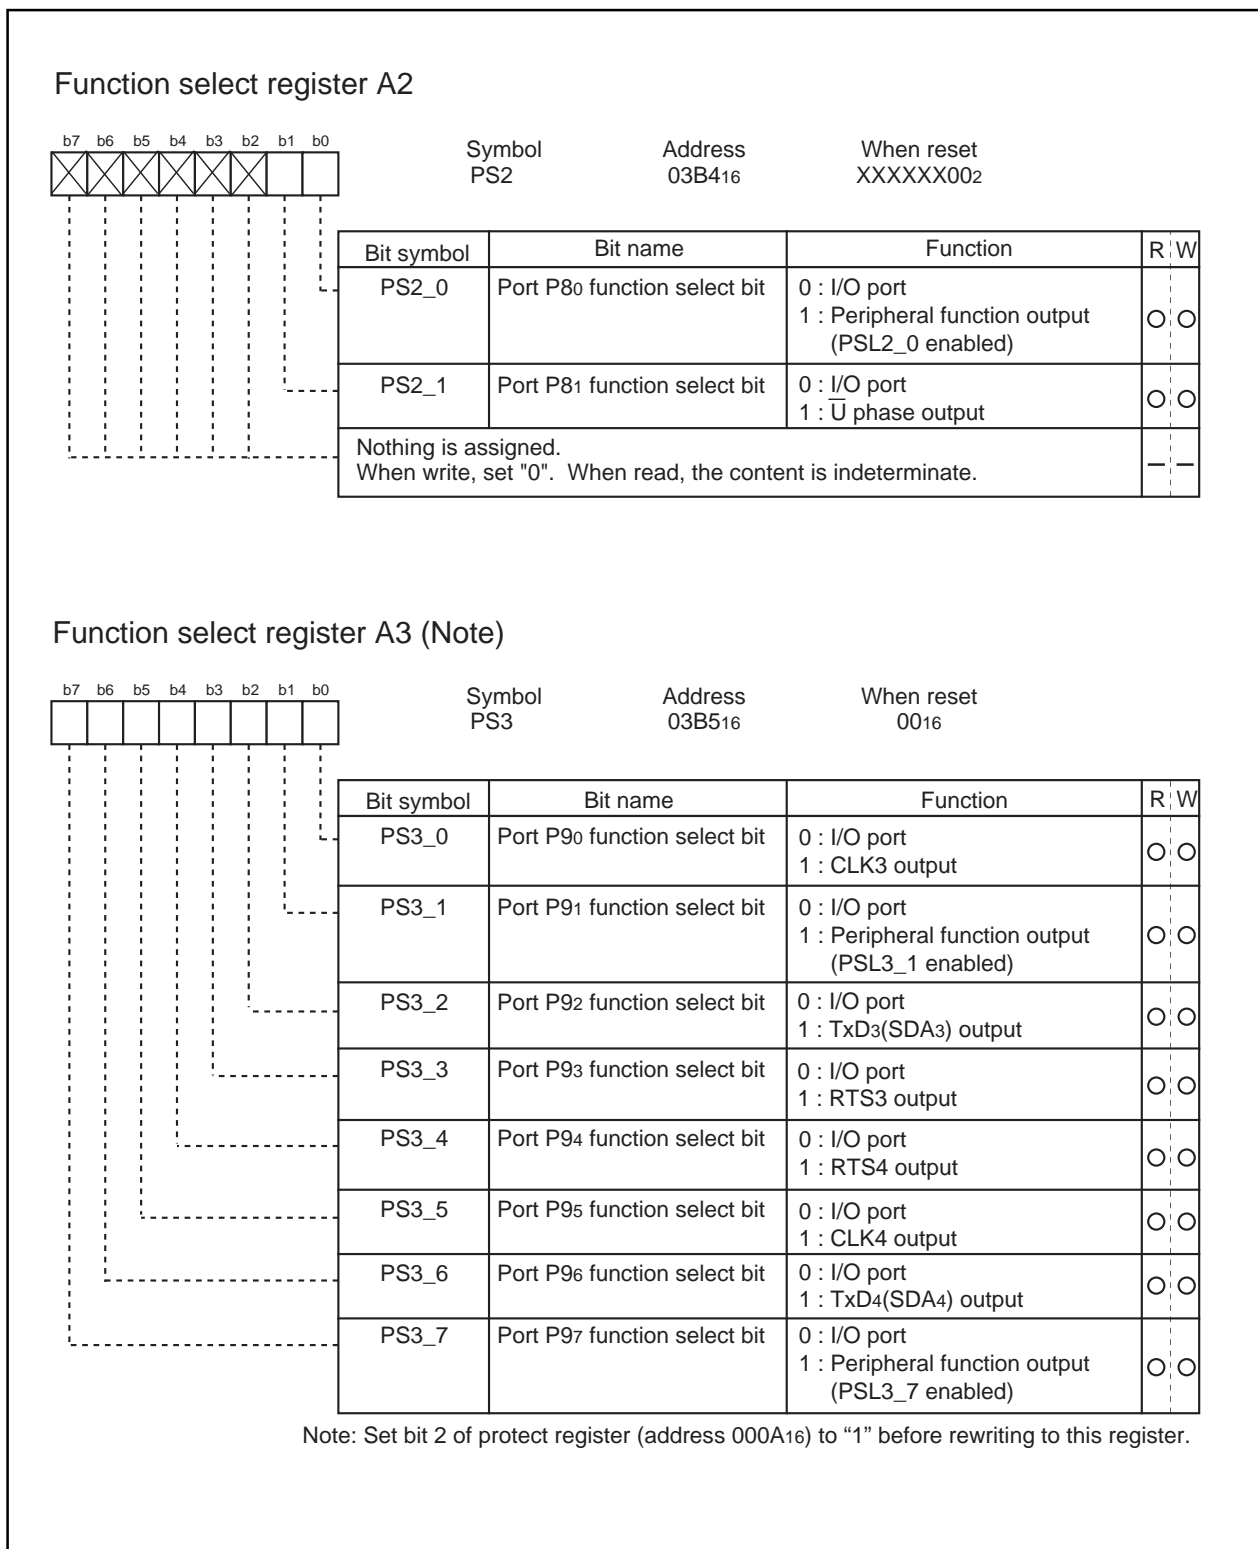 Function select register A2
b7 b6 b5 b4 b3 b2 b1 b0
Symbol Address When reset
PS2 03B416 XXXXXX002
Bit symbol Bit name Function R W
PS2_0 Port P80 function select bit 0 : I/O port
1 : Peripheral function output
(PSL2_0 enabled)
PS2_1 Port P81 function select bit 0 : I/O port
1 : U̅ phase output
Nothing is assigned.
When write, set "0". When read, the content is indeterminate.
Function select register A3 (Note)
b7 b6 b5 b4 b3 b2 b1 b0
Symbol Address When reset
PS3 03B516 0016
Bit symbol Bit name Function R W
PS3_0 Port P90 function select bit 0 : I/O port
1 : CLK3 output
PS3_1 Port P91 function select bit 0 : I/O port
1 : Peripheral function output
(PSL3_1 enabled)
PS3_2 Port P92 function select bit 0 : I/O port
1 : TxD3(SDA3) output
PS3_3 Port P93 function select bit 0 : I/O port
1 : RTS3 output
PS3_4 Port P94 function select bit 0 : I/O port
1 : RTS4 output
PS3_5 Port P95 function select bit 0 : I/O port
1 : CLK4 output
PS3_6 Port P96 function select bit 0 : I/O port
1 : TxD4(SDA4) output
PS3_7 Port P97 function select bit 0 : I/O port
1 : Peripheral function output
(PSL3_7 enabled)
Note: Set bit 2 of protect register (address 000A16) to “1” before rewriting to this register.